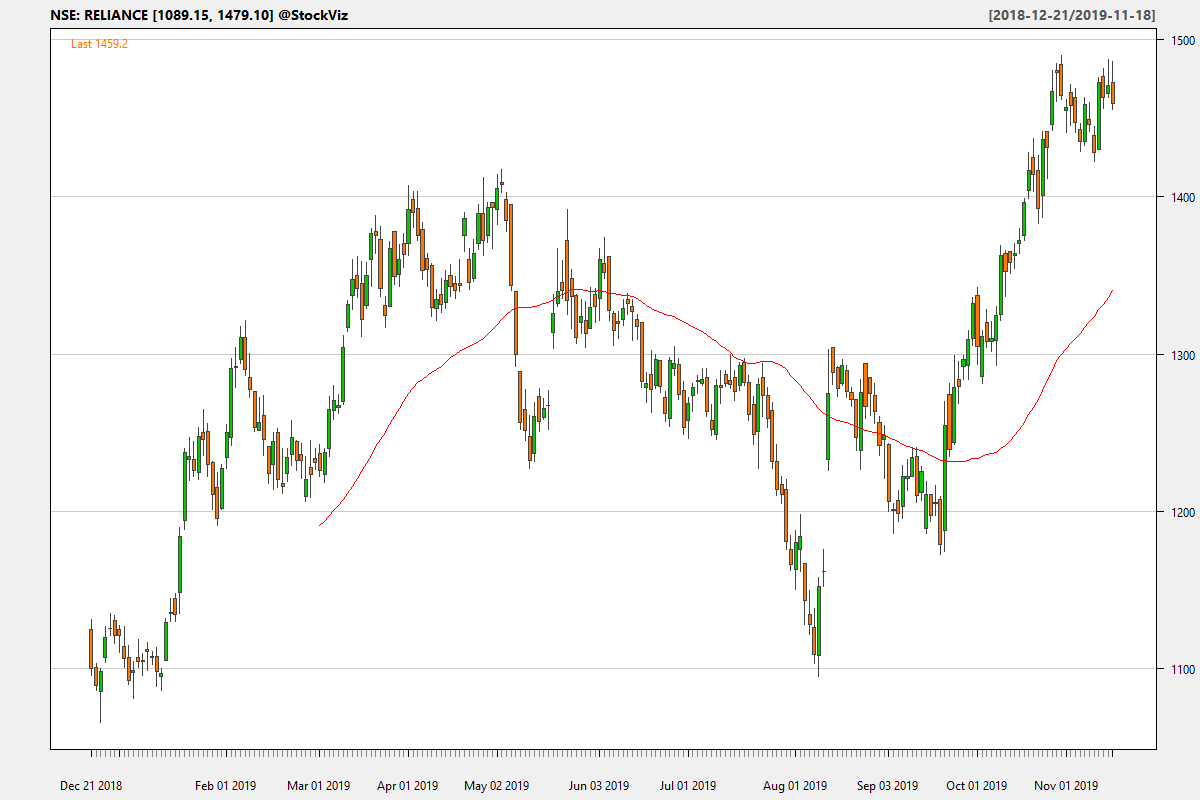 NSE: RELIANCE [1089.15, 1479.10] @StockViz
[2018-12-21/2019-11-18]
Last 1459.2
1500
1400
1300
1200
1100
Dec 21 2018
Feb 01 2019
Mar 01 2019
Apr 01 2019
May 02 2019
Jun 03 2019
Jul 01 2019
Aug 01 2019
Sep 03 2019
Oct 01 2019
Nov 01 2019